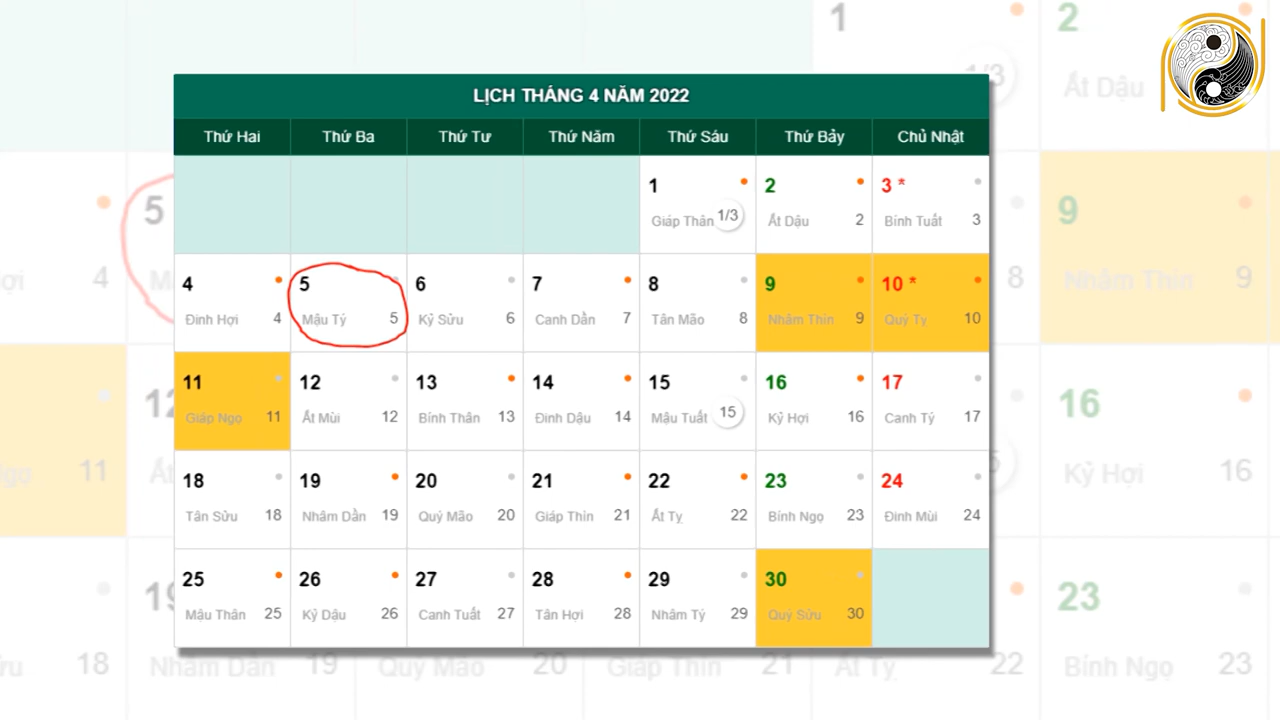 LỊCH THÁNG 4 NĂM 2022
Thứ Hai Thứ Ba Thứ Tư Thứ Năm Thứ Sáu Thứ Bảy Chủ Nhật
1 2 3 *
Giáp Thân 1/3 Ất Dậu 2 Bính Tuất 3
4 5 6 7 8 9 10 *
Đinh Hợi 4 Mậu Tý 5 Kỷ Sửu 6 Canh Dần 7 Tân Mão 8 Nhâm Thìn 9 Quý Tỵ 10
11 12 13 14 15 16 17
Giáp Ngọ 11 Ất Mùi 12 Bính Thân 13 Đinh Dậu 14 Mậu Tuất 15 Kỷ Hợi 16 Canh Tý 17
18 19 20 21 22 23 24
Tân Sửu 18 Nhâm Dần 19 Quý Mão 20 Giáp Thìn 21 Ất Tỵ 22 Bính Ngọ 23 Đinh Mùi 24
25 26 27 28 29 30
Mậu Thân 25 Kỷ Dậu 26 Canh Tuất 27 Tân Hợi 28 Nhâm Tý 29 Quý Sửu 30